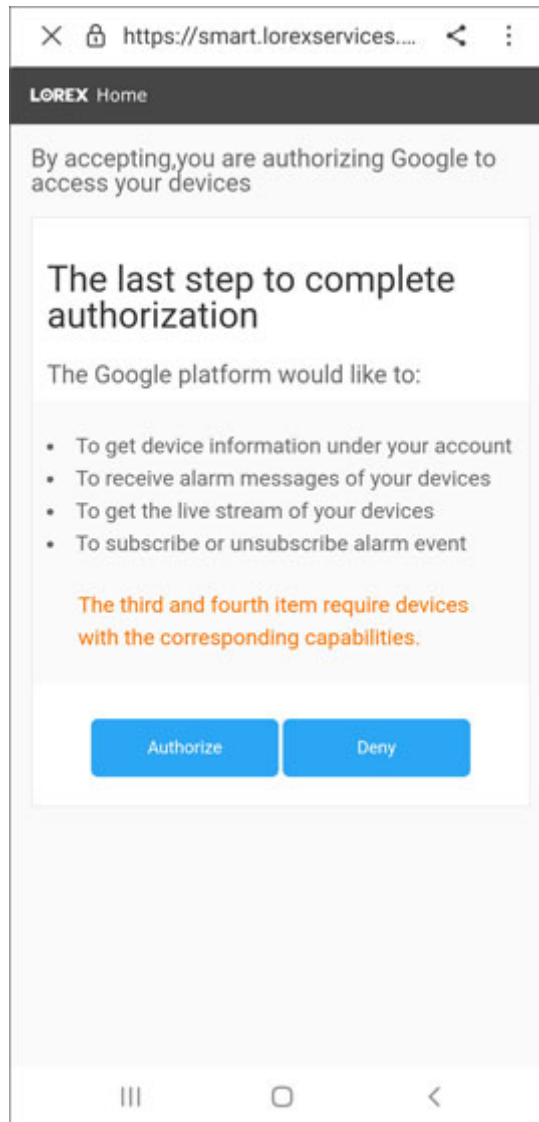 https://smart.lorexservices....
LOREX Home
By accepting,you are authorizing Google to
access your devices
The last step to complete
authorization
The Google platform would like to:
• To get device information under your account
• To receive alarm messages of your devices
• To get the live stream of your devices
• To subscribe or unsubscribe alarm event
The third and fourth item require devices
with the corresponding capabilities.
Authorize
Deny